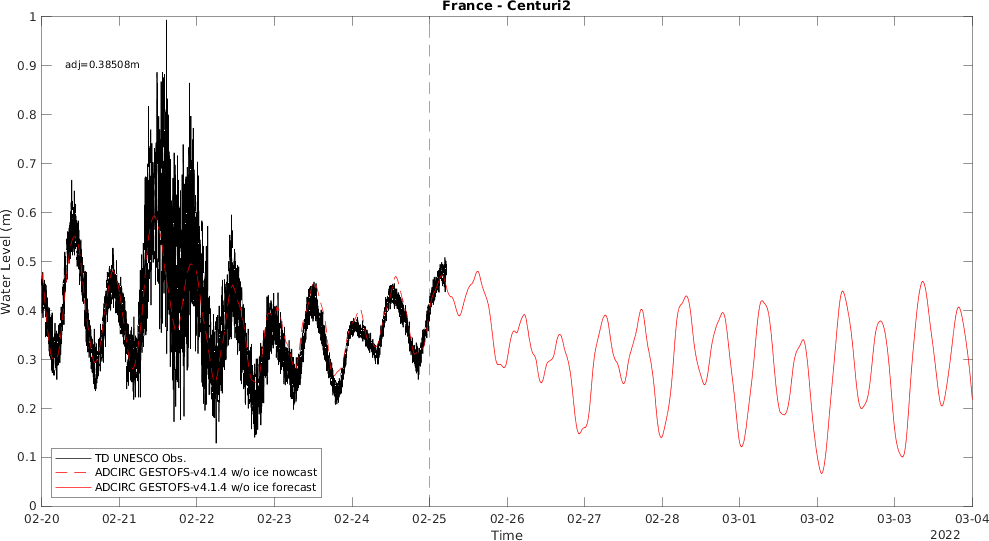 France - Centuri2
1
0.9
0.8
0.7
0.6
0.5
0.4
0.3
0.2
0.1
0
Water Level (m)
adj=0.38508m
TD UNESCO Obs.
ADCIRC GESTOFS-v4.1.4 w/o ice nowcast
ADCIRC GESTOFS-v4.1.4 w/o ice forecast
02-20 02-21 02-22 02-23 02-24 02-25 02-26 02-27 02-28 03-01 03-02 03-03 03-04
Time
2022